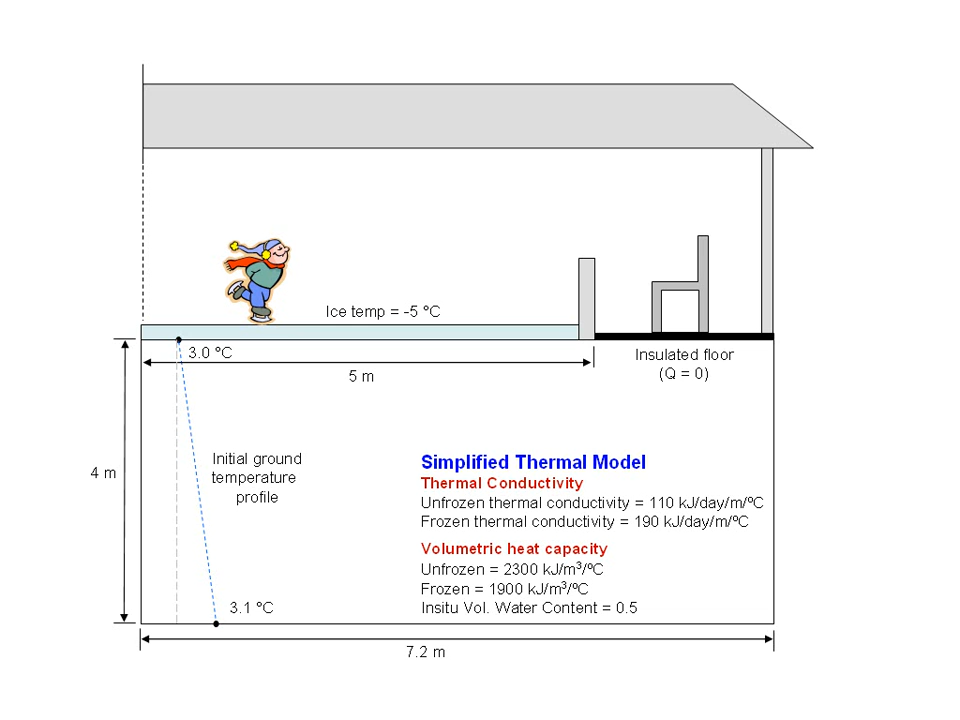 Ice temp = -5 °C
3.0 °C
5 m
Insulated floor
(Q = 0)
4 m
Initial ground
temperature
profile
Simplified Thermal Model
Thermal Conductivity
Unfrozen thermal conductivity = 110 kJ/day/m/ºC
Frozen thermal conductivity = 190 kJ/day/m/ºC
Volumetric heat capacity
Unfrozen = 2300 kJ/m³/ºC
Frozen = 1900 kJ/m³/ºC
Insitu Vol. Water Content = 0.5
3.1 °C
7.2 m